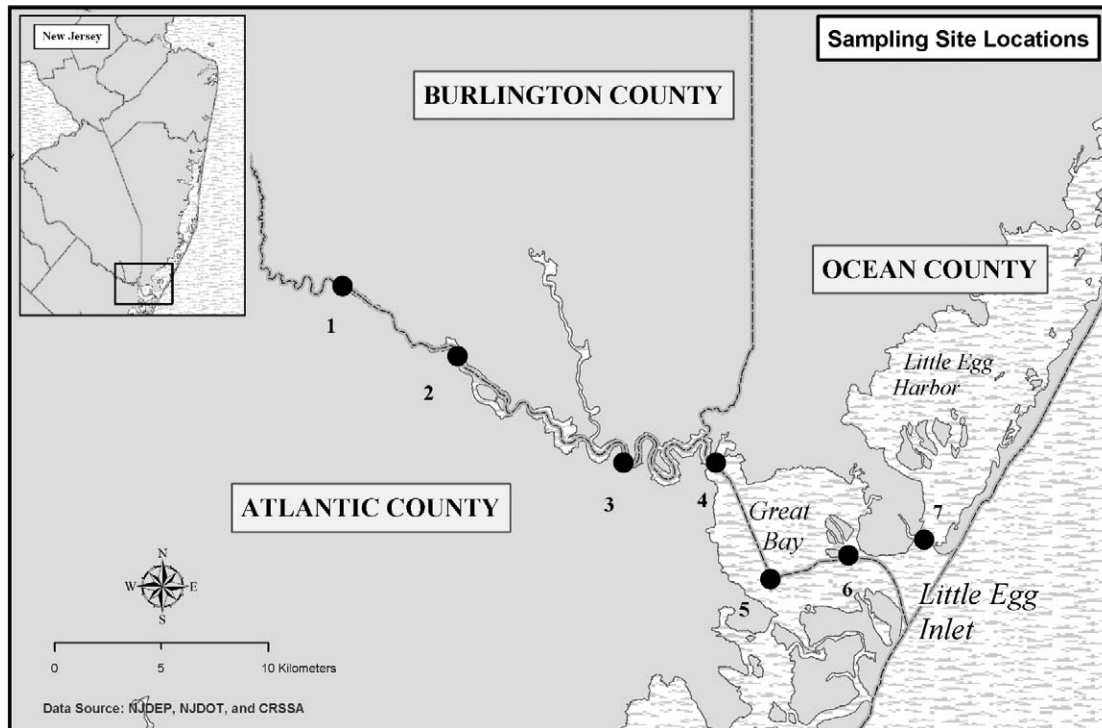 New Jersey
Sampling Site Locations
BURLINGTON COUNTY
OCEAN COUNTY
1
2
Little Egg
Harbor
ATLANTIC COUNTY
3
4
Great
Bay
7
5
6
Little Egg
Inlet
N
W E
S
0 5 10 Kilometers
Data Source: NJDEP, NJDOT, and CRSSA